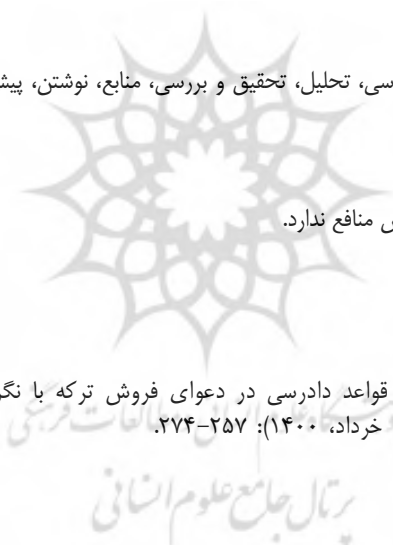 سی، تحلیل، تحقیق و بررسی، منابع، نوشتن، پیش
منافع ندارد.
قواعد دادرسی در دعوای فروش ترکه با نگر
خرداد، ۱۴۰۰): ۲۵۷-۲۷۴.
پرتال جامع علوم انسانی